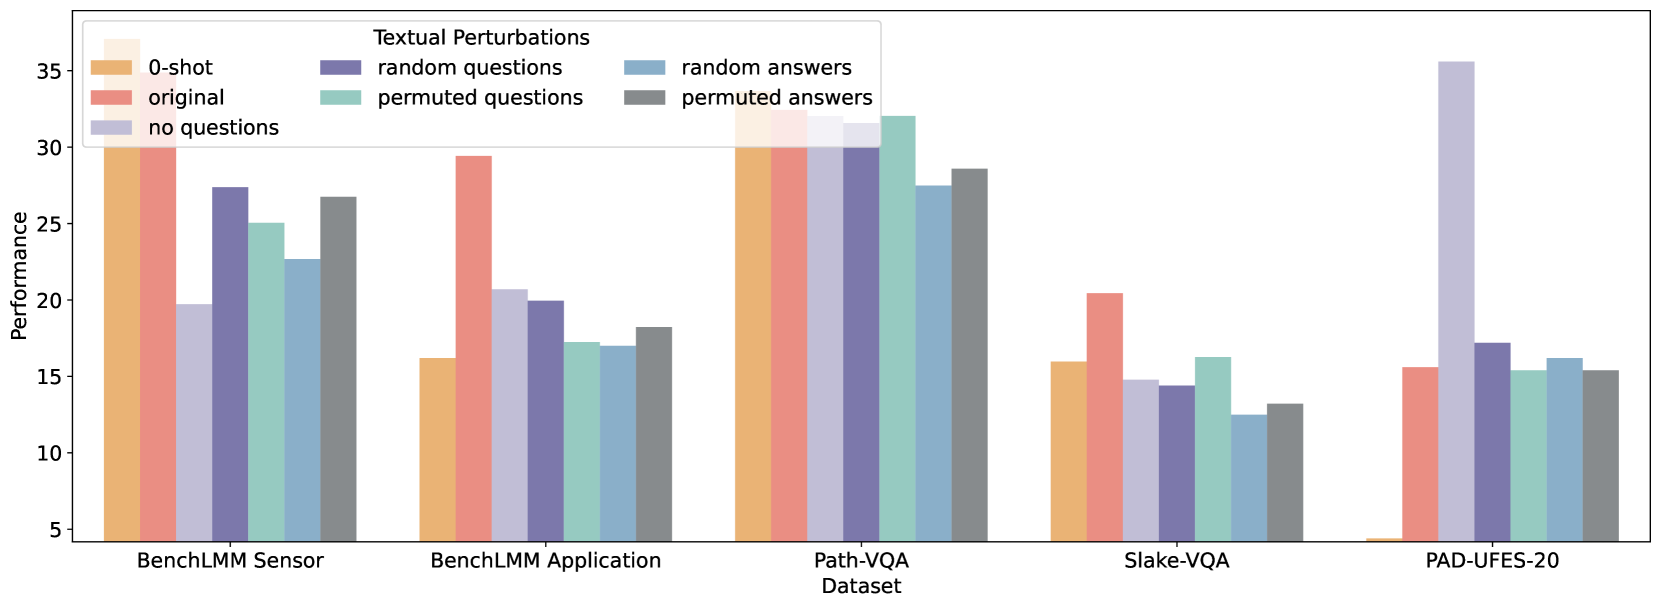 Textual Perturbations
0-shot
original
no questions
random questions
permuted questions
random answers
permuted answers
Performance
35
30
25
20
15
10
5
BenchLMM Sensor
BenchLMM Application
Path-VQA
Slake-VQA
PAD-UFES-20
Dataset